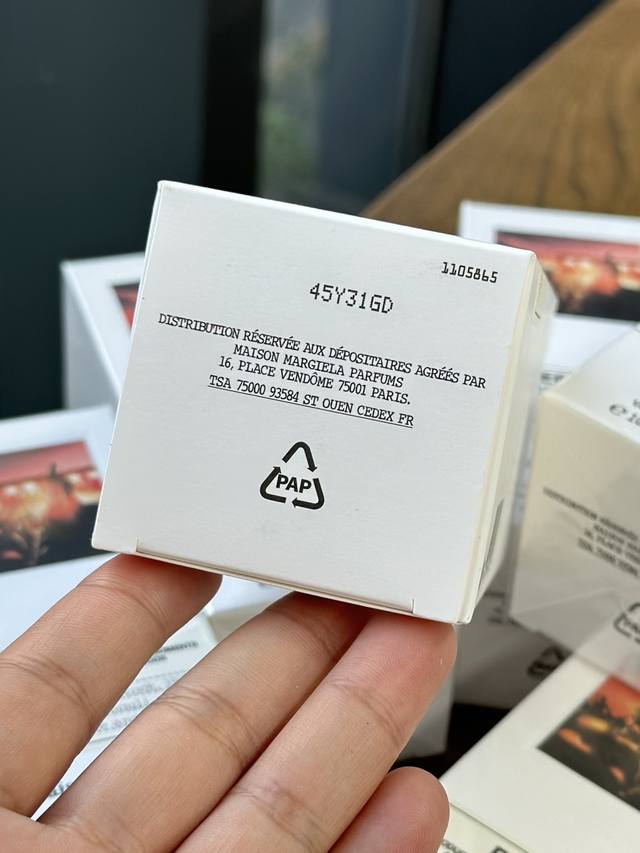 1105865
45Y31GD
DISTRIBUTION RÉSERVÉE AUX DÉPOSITAIRES AGRÉÉS PAR
MAISON MARGIELA PARFUMS
16, PLACE VENDÔME 75001 PARIS.
TSA 75000 93584 ST OUEN CEDEX FR
PAP